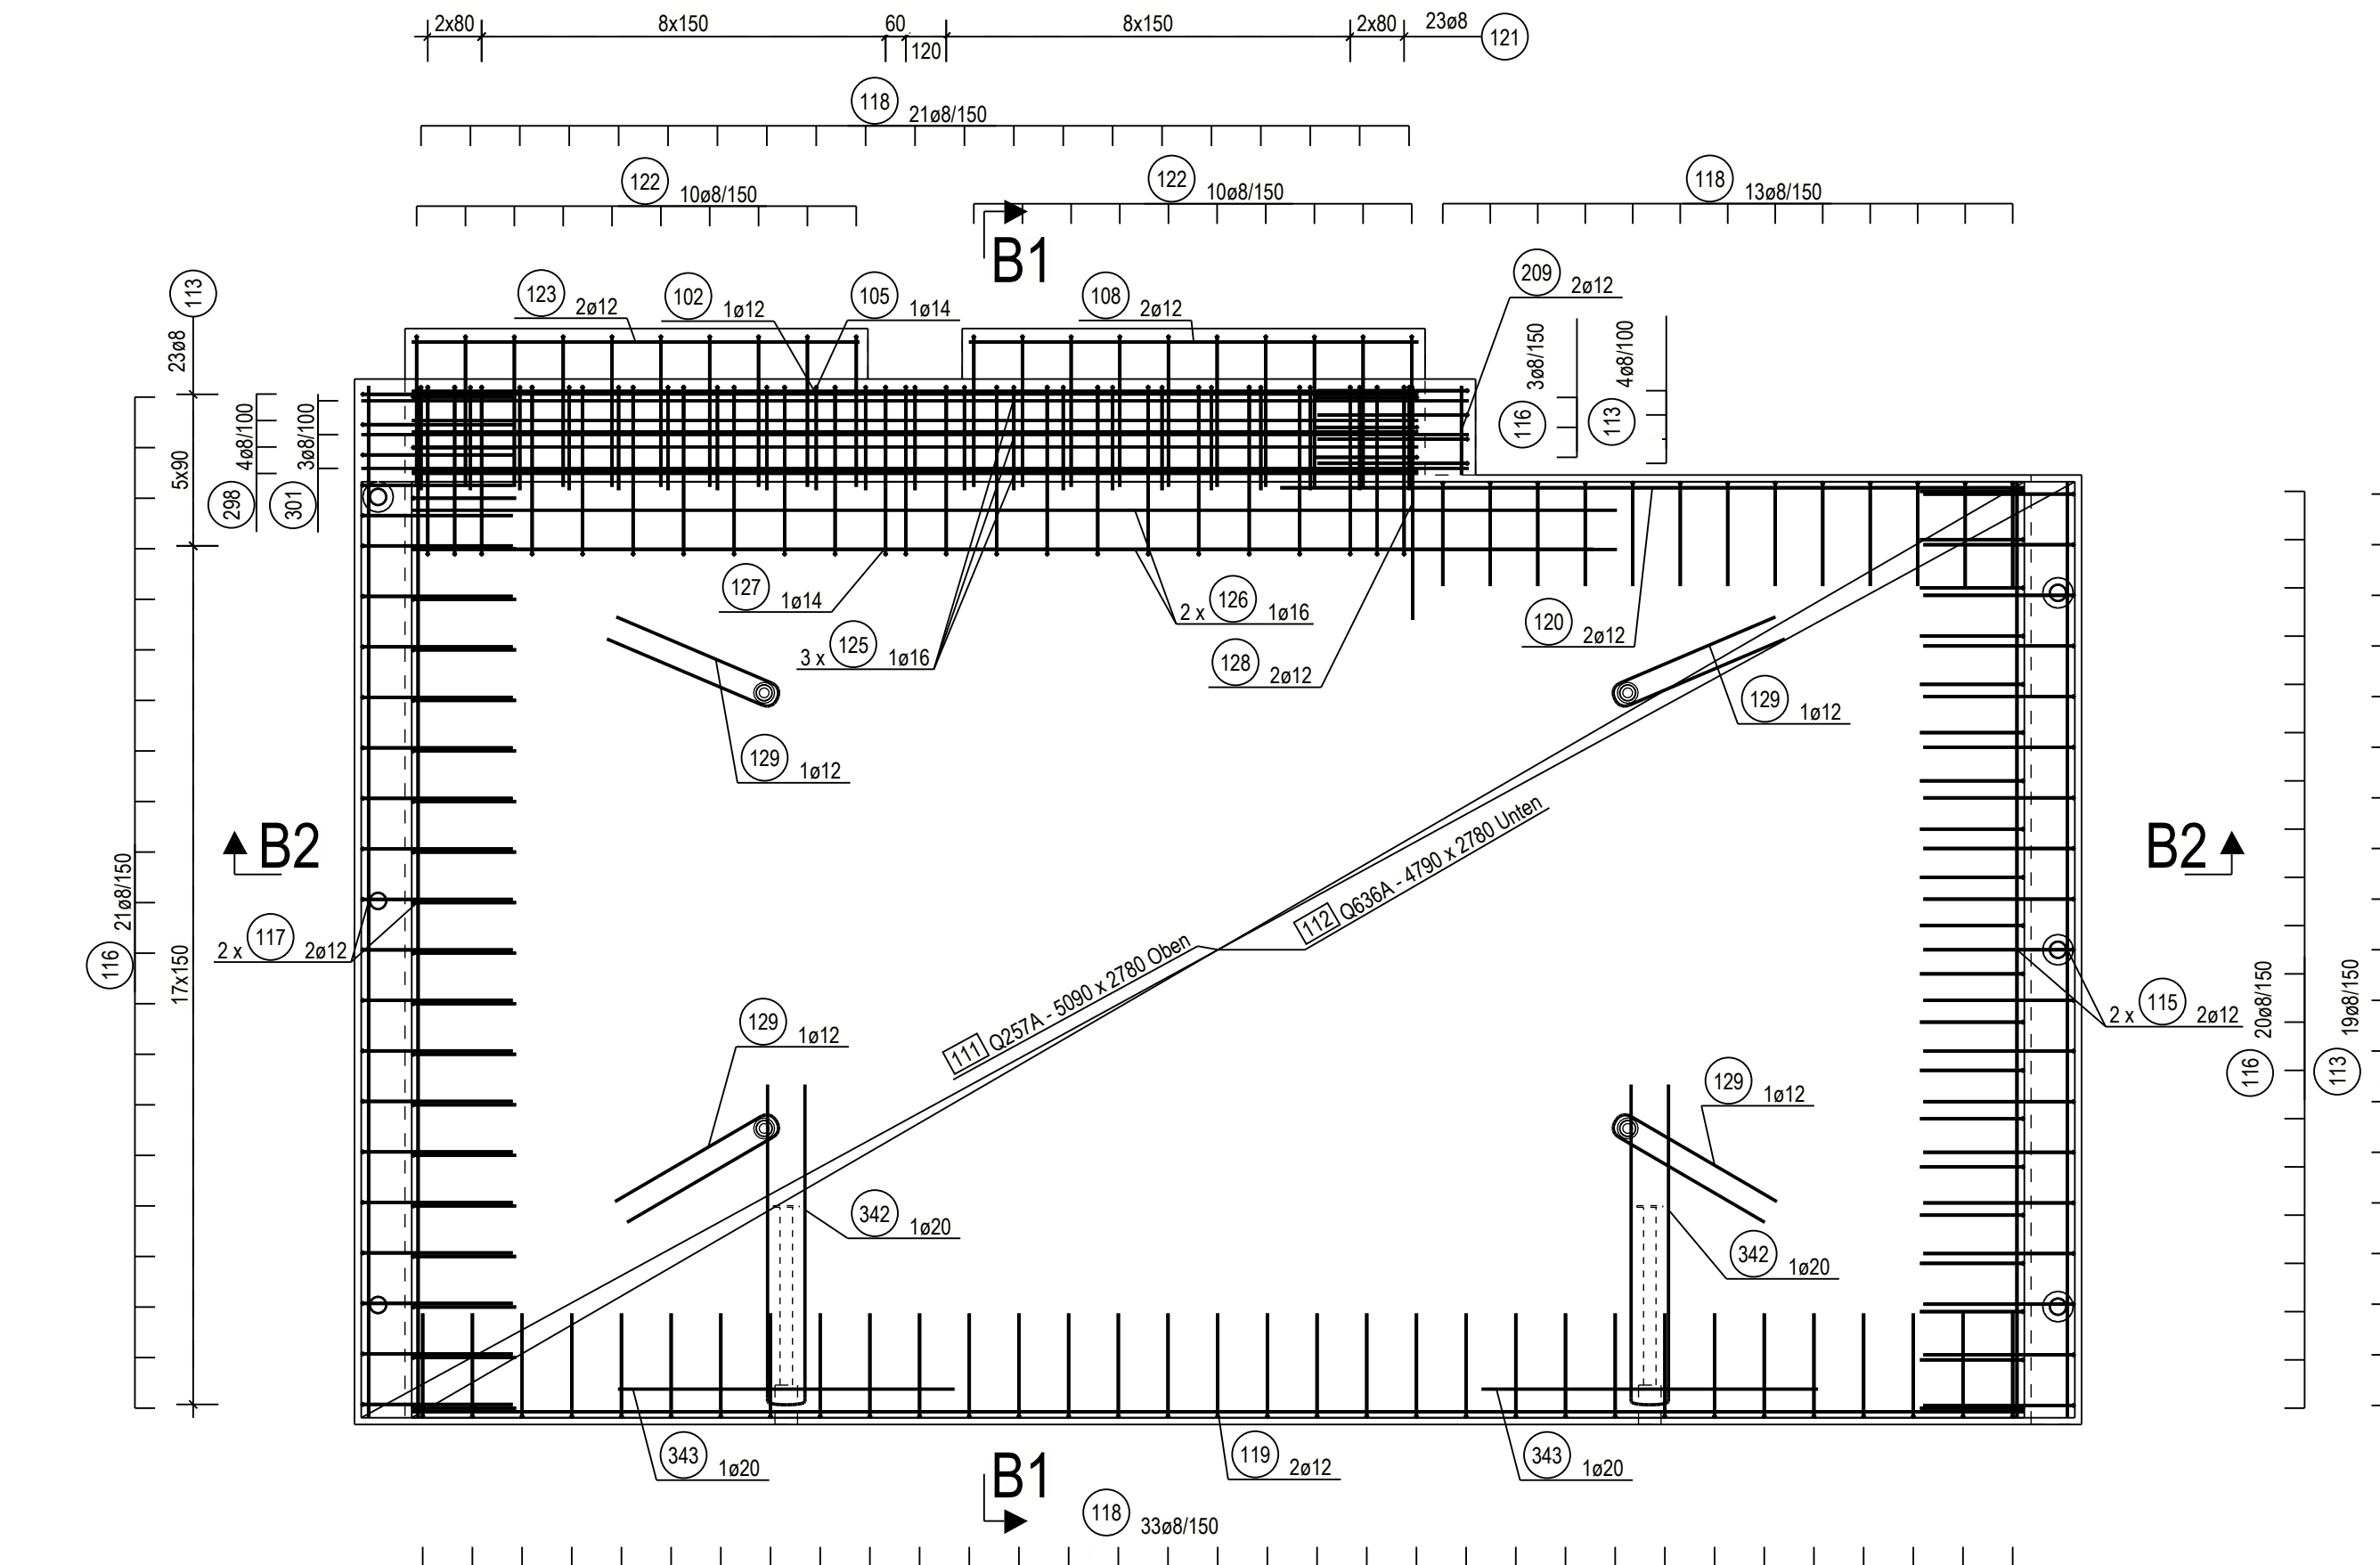 2x80 8x150 60 8x150 2x80 23ø8 121
120
118 21ø8/150
122 10ø8/150
122 10ø8/150
118 13ø8/150
B1
113 23ø8 5x90 17x150
123 2ø12
102 1ø12
105 1ø14
108 2ø12
209 2ø12
116 3ø8/150
113 4ø8/100
298 4ø8/100
301 3ø8/100
127 1ø14
3 x 125 1ø16
2 x 126 1ø16
128 2ø12
120 2ø12
129 1ø12
129 1ø12
B2
B2
116 21ø8/150
2 x 117 2ø12
111 Q257A - 5090 x 2780 Oben
112 Q636A - 4790 x 2780 Unten
2 x 115 2ø12
116 20ø8/150
113 19ø8/150
129 1ø12
129 1ø12
342 1ø20
342 1ø20
343 1ø20
B1
119 2ø12
343 1ø20
118 33ø8/150